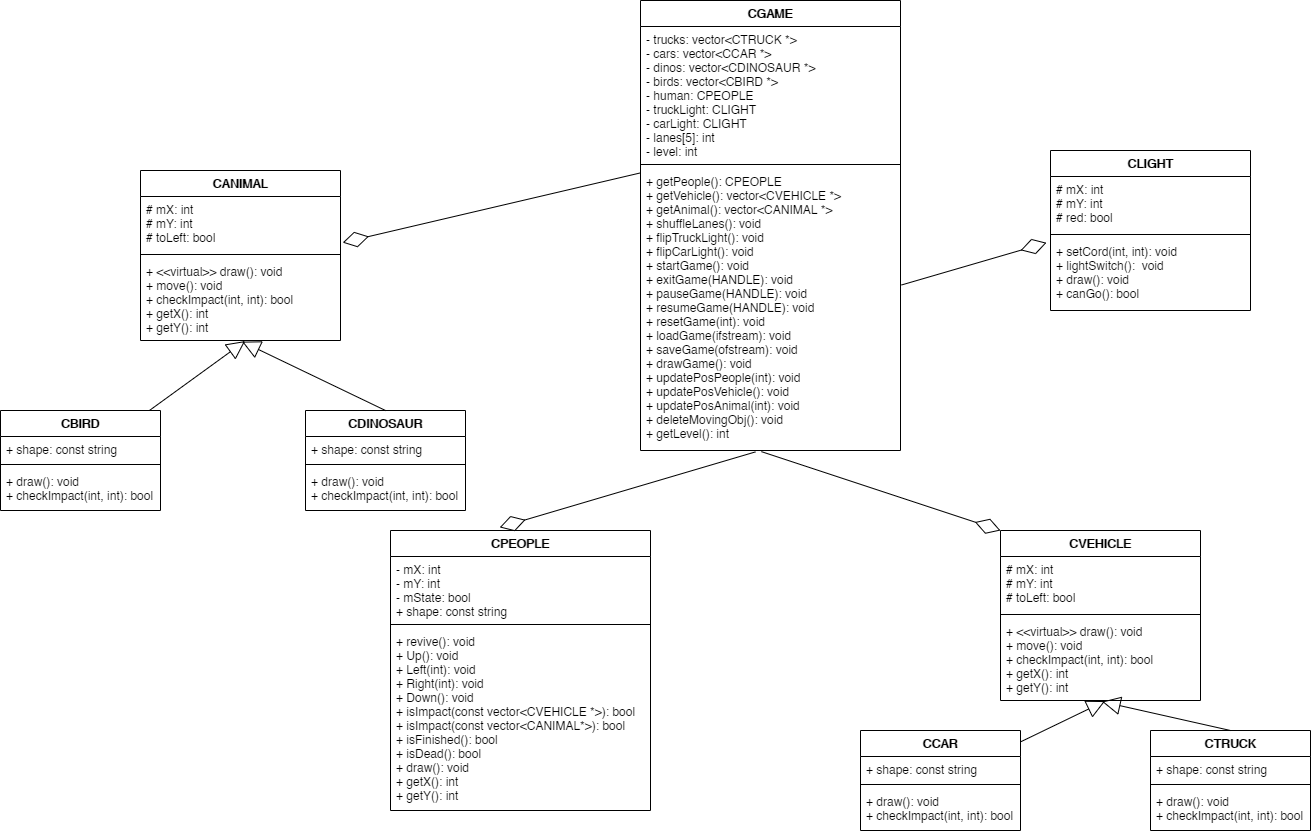 CGAME
- trucks: vector<CTRUCK *>
- cars: vector<CCAR *>
- dinos: vector<CDINOSAUR *>
- birds: vector<CBIRD *>
- human: CPEOPLE
- truckLight: CLIGHT
- carLight: CLIGHT
- lanes[5]: int
- level: int
+ getPeople(): CPEOPLE
+ getVehicle(): vector<CVEHICLE *>
+ getAnimal(): vector<CANIMAL *>
+ shuffleLanes(): void
+ flipTruckLight(): void
+ flipCarLight(): void
+ startGame(): void
+ exitGame(HANDLE): void
+ pauseGame(HANDLE): void
+ resumeGame(HANDLE): void
+ resetGame(int): void
+ loadGame(ifstream): void
+ saveGame(ofstream): void
+ drawGame(): void
+ updatePosPeople(int): void
+ updatePosVehicle(): void
+ updatePosAnimal(int): void
+ deleteMovingObj(): void
+ getLevel(): int
CANIMAL
# mX: int
# mY: int
# toLeft: bool
+ <<virtual>> draw(): void
+ move(): void
+ checkImpact(int, int): bool
+ getX(): int
+ getY(): int
CLIGHT
# mX: int
# mY: int
# red: bool
+ setCord(int, int): void
+ lightSwitch():  void
+ draw(): void
+ canGo(): bool
CBIRD
+ shape: const string
+ draw(): void
+ checkImpact(int, int): bool
CDINOSAUR
+ shape: const string
+ draw(): void
+ checkImpact(int, int): bool
CPEOPLE
- mX: int
- mY: int
- mState: bool
+ shape: const string
+ revive(): void
+ Up(): void
+ Left(int): void
+ Right(int): void
+ Down(): void
+ isImpact(const vector<CVEHICLE *>): bool
+ isImpact(const vector<CANIMAL*>): bool
+ isFinished(): bool
+ isDead(): bool
+ draw(): void
+ getX(): int
+ getY(): int
CVEHICLE
# mX: int
# mY: int
# toLeft: bool
+ <<virtual>> draw(): void
+ move(): void
+ checkImpact(int, int): bool
+ getX(): int
+ getY(): int
CCAR
+ shape: const string
+ draw(): void
+ checkImpact(int, int): bool
CTRUCK
+ shape: const string
+ draw(): void
+ checkImpact(int, int): bool